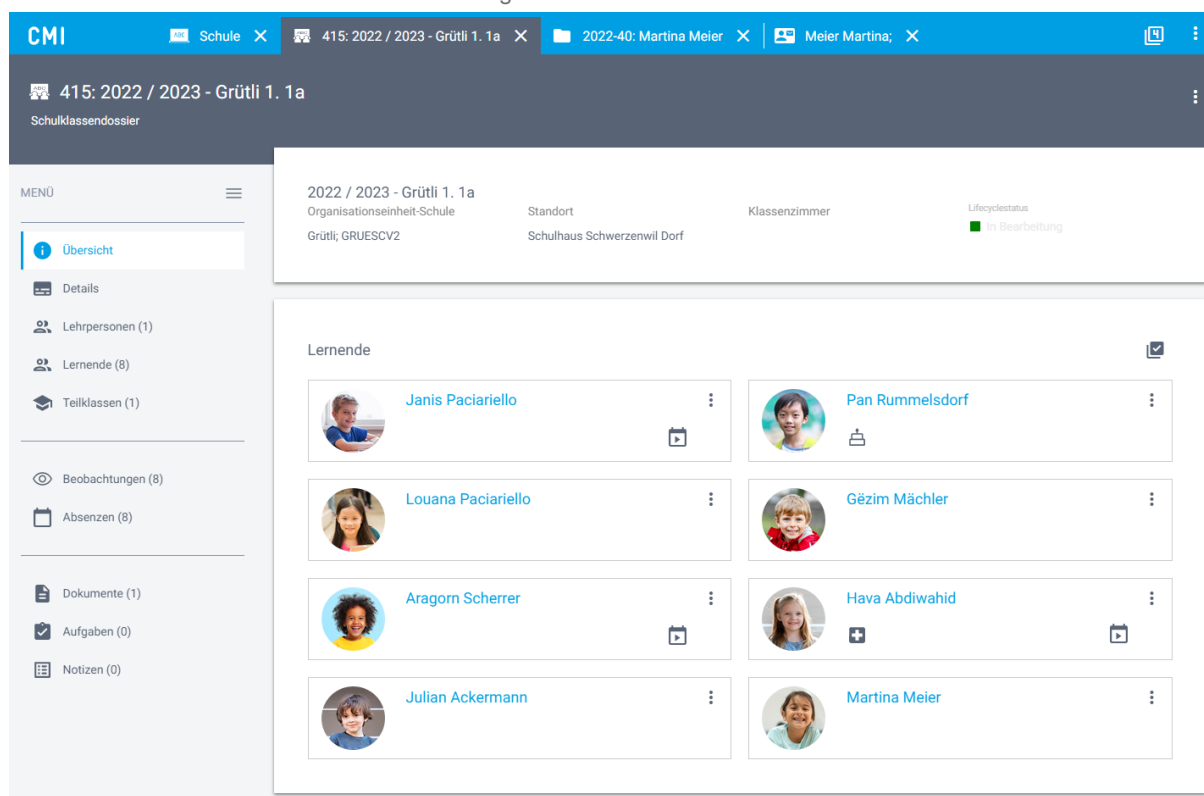 CMI
ABC Schule
415: 2022 / 2023 - Grütli 1. 1a
2022-40: Martina Meier
Meier Martina;
4
415: 2022 / 2023 - Grütli 1. 1a
Schulklassendossier
MENÜ
Übersicht
Details
Lehrpersonen (1)
Lernende (8)
Teilklassen (1)
Beobachtungen (8)
Absenzen (8)
Dokumente (1)
Aufgaben (0)
Notizen (0)
2022 / 2023 - Grütli 1. 1a
Organisationseinheit-Schule
Grütli; GRUESCV2
Standort
Schulhaus Schwerzenwil Dorf
Klassenzimmer
Lifecyclestatus
In Bearbeitung
Lernende
Janis Paciariello
Pan Rummelsdorf
Louana Paciariello
Gëzim Mächler
Aragorn Scherrer
Hava Abdiwahid
Julian Ackermann
Martina Meier